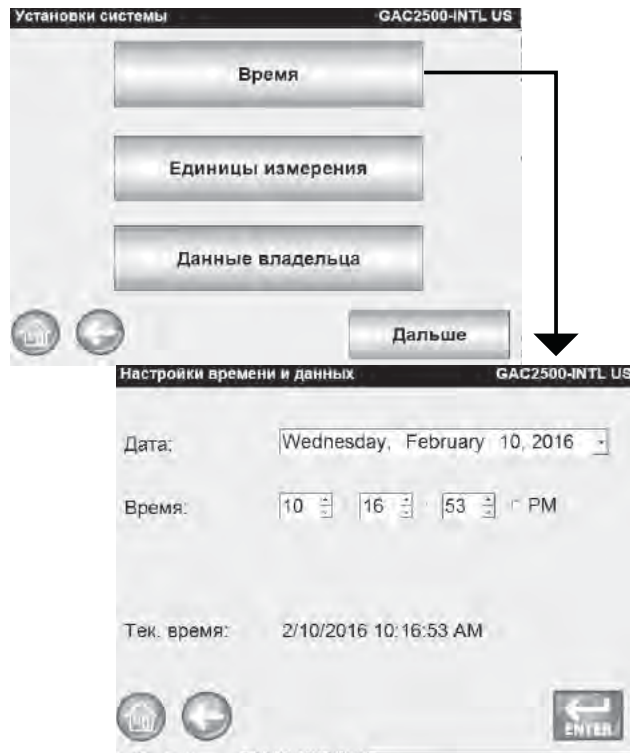 Установки системы GAC2500-INTL US
Время
Единицы измерения
Данные владельца
Дальше
Настройки времени и данных GAC2500-INTL US
Дата: Wednesday, February 10, 2016
Время: 10 16 53 PM
Тек. время: 2/10/2016 10:16:53 AM
ENTER